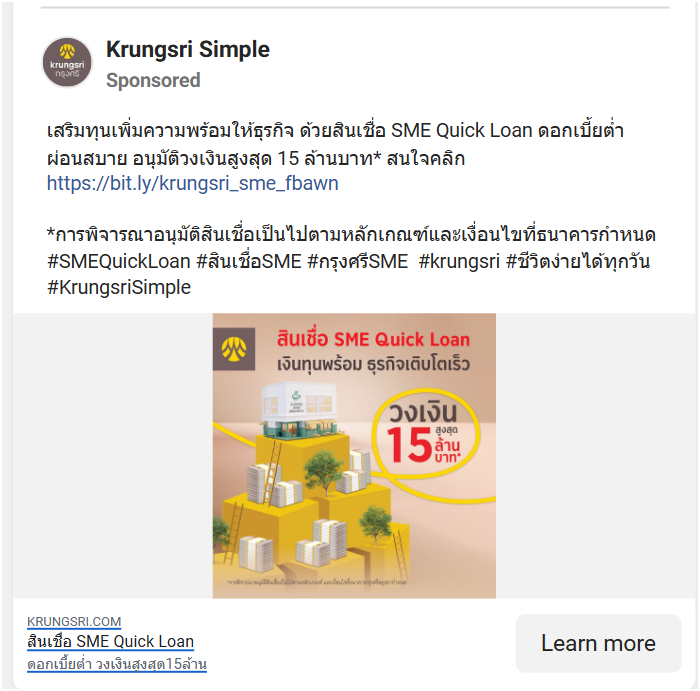 Krungsri Simple
Sponsored
krungsri
กรุงศรี
เสริมทุนเพิ่มความพร้อมให้ธุรกิจ ด้วยสินเชื่อ SME Quick Loan ดอกเบี้ยต่ำ
ผ่อนสบาย อนุมัติวงเงินสูงสุด 15 ล้านบาท* สนใจคลิก
https://bit.ly/krungsri_sme_fbawn
*การพิจารณาอนุมัติสินเชื่อเป็นไปตามหลักเกณฑ์และเงื่อนไขที่ธนาคารกำหนด
#SMEQuickLoan #สินเชื่อSME #กรุงศรีSME #krungsri #ชีวิตง่ายได้ทุกวัน
#KrungsriSimple
สินเชื่อ SME Quick Loan
เงินทุนพร้อม ธุรกิจเติบโตเร็ว
วงเงิน
สูงสุด
15 ล้าน
บาท*
KRUNGSRI.COM
สินเชื่อ SME Quick Loan
ดอกเบี้ยต่ำ วงเงินสูงสุด15ล้าน
Learn more